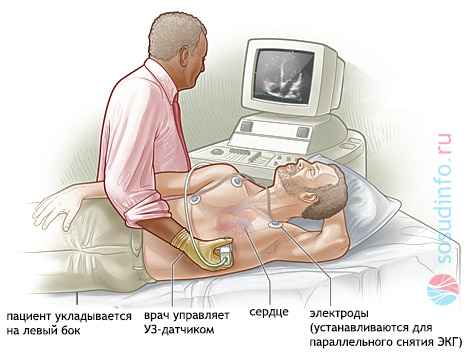 sosudinfo.ru
пациент укладывается
на левый бок
врач управляет
УЗ-датчиком
сердце
электроды
(устанавливаются для
параллельного снятия ЭКГ)